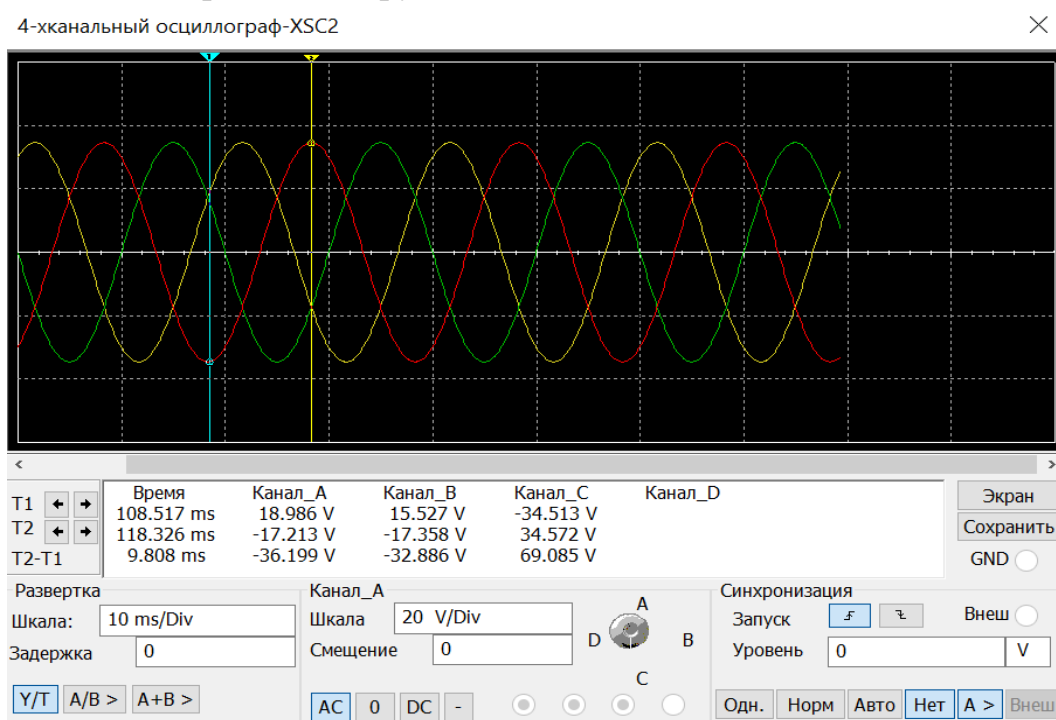 4-хканальный осциллограф-XSC2
T1
T2
T2-T1
Время Канал_A Канал_B Канал_C Канал_D
108.517 ms 18.986 V 15.527 V -34.513 V
118.326 ms -17.213 V -17.358 V 34.572 V
9.808 ms -36.199 V -32.886 V 69.085 V
Экран
Сохранить
GND
Развертка
Шкала: 10 ms/Div
Задержка 0
Y/T A/B > A+B >
Канал_A
Шкала 20 V/Div
Смещение 0
AC 0 DC -
A
D B
C
Синхронизация
Запуск Внеш
Уровень 0 V
Одн. Норм Авто Нет A > Внеш